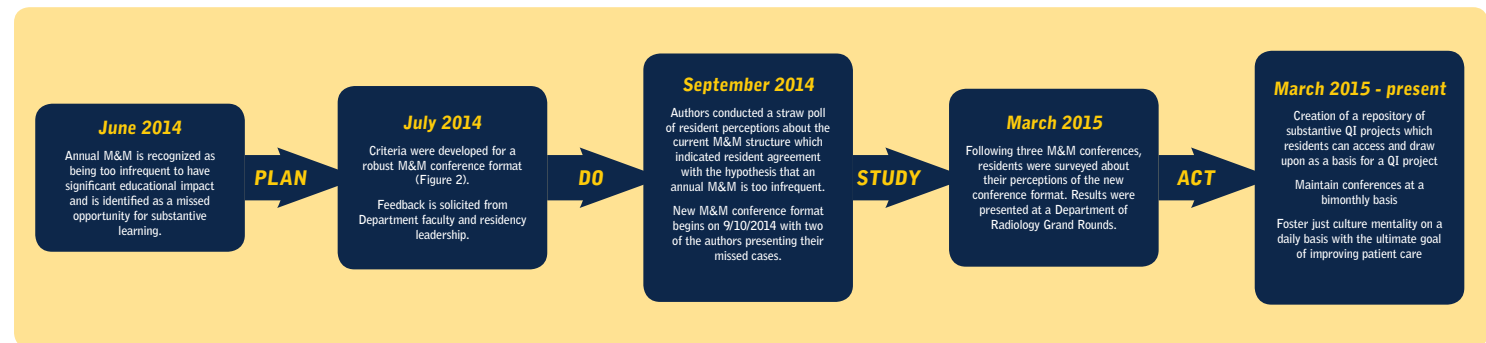 June 2014
Annual M&M is recognized as
being too infrequent to have
significant educational impact
and is identified as a missed
opportunity for substantive
learning.
PLAN
July 2014
Criteria were developed for a
robust M&M conference format
(Figure 2).
Feedback is solicited from
Department faculty and residency
leadership.
DO
September 2014
Authors conducted a straw poll
of resident perceptions about the
current M&M structure which
indicated resident agreement
with the hypothesis that an
annual M&M is too infrequent.
New M&M conference format
begins on 9/10/2014 with two
of the authors presenting their
missed cases.
STUDY
March 2015
Following three M&M conferences,
residents were surveyed about
their perceptions of the new
conference format. Results were
presented at a Department of
Radiology Grand Rounds.
ACT
March 2015 - present
Creation of a repository of
substantive QI projects which
residents can access and draw
upon as a basis for a QI project
Maintain conferences at a
bimonthly basis
Foster just culture mentality on a
daily basis with the ultimate goal
of improving patient care